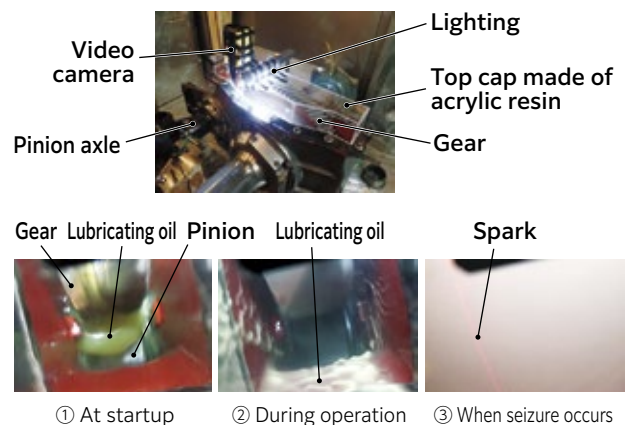 Lighting
Video
camera
Top cap made of
acrylic resin
Pinion axle
Gear
Gear Lubricating oil Pinion Lubricating oil Spark
① At startup ② During operation ③ When seizure occurs